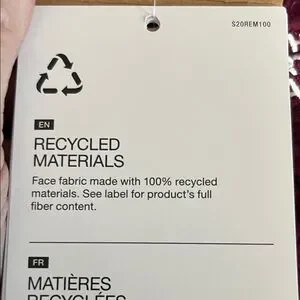 S20REM100
EN
RECYCLED
MATERIALS
Face fabric made with 100% recycled
materials. See label for product's full
fiber content.
FR
MATIÈRES
RECYCLÉES